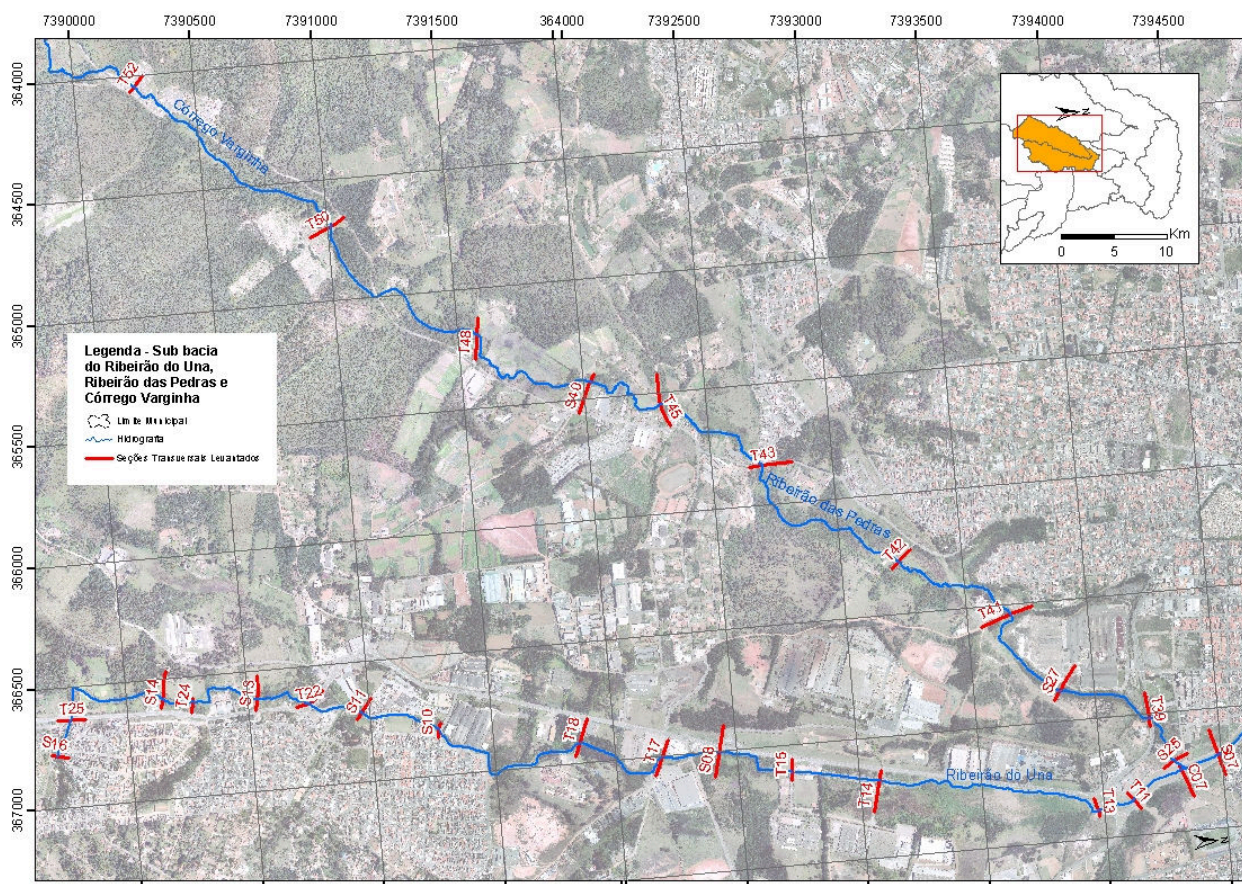 7390000 7390500 7391000 7391500 364000 7392500 7393000 7393500 7394000 7394500
364000
364500
365000
365500
366000
366500
367000
T52
Córrego Varginha
T50
T48
S40
T45
T43
Ribeirão das Pedras
T42
T41
S27
T39
S25
C07
S07
Z
Km
0 5 10
Legenda - Sub bacia
do Ribeirão do Una,
Ribeirão das Pedras e
Córrego Varginha
Limite Municipal
Hidrografia
Seções Transversais Levantados
S16
T25
S14
T24
S13
T22
S11
S10
T18
T17
S08
T15
T14
Ribeirão do Una
T13
T11
Z